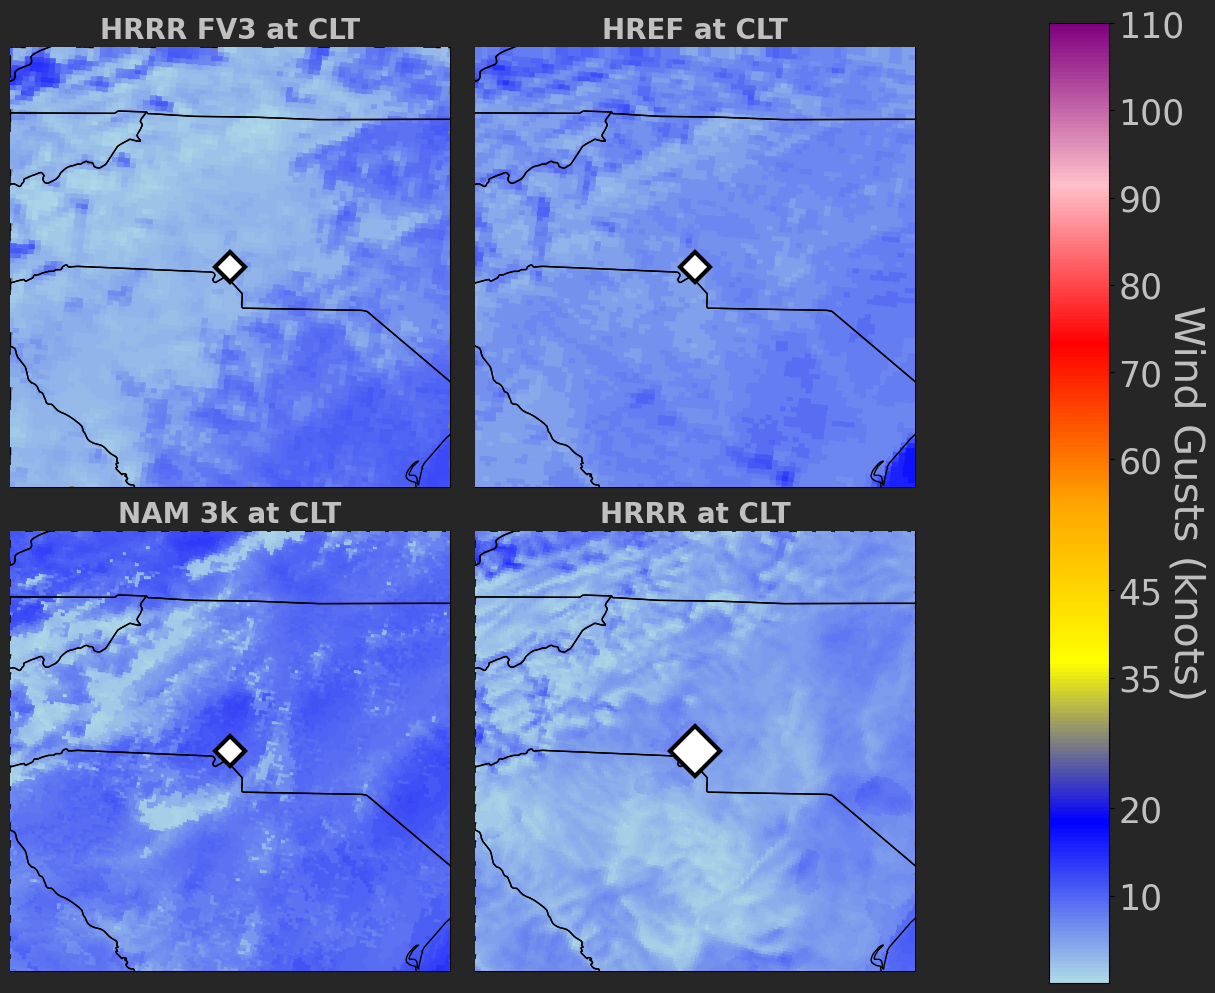 HRRR FV3 at CLT
HREF at CLT
NAM 3k at CLT
HRRR at CLT
110
100
90
80
70
60
45
35
20
10
Wind Gusts (knots)